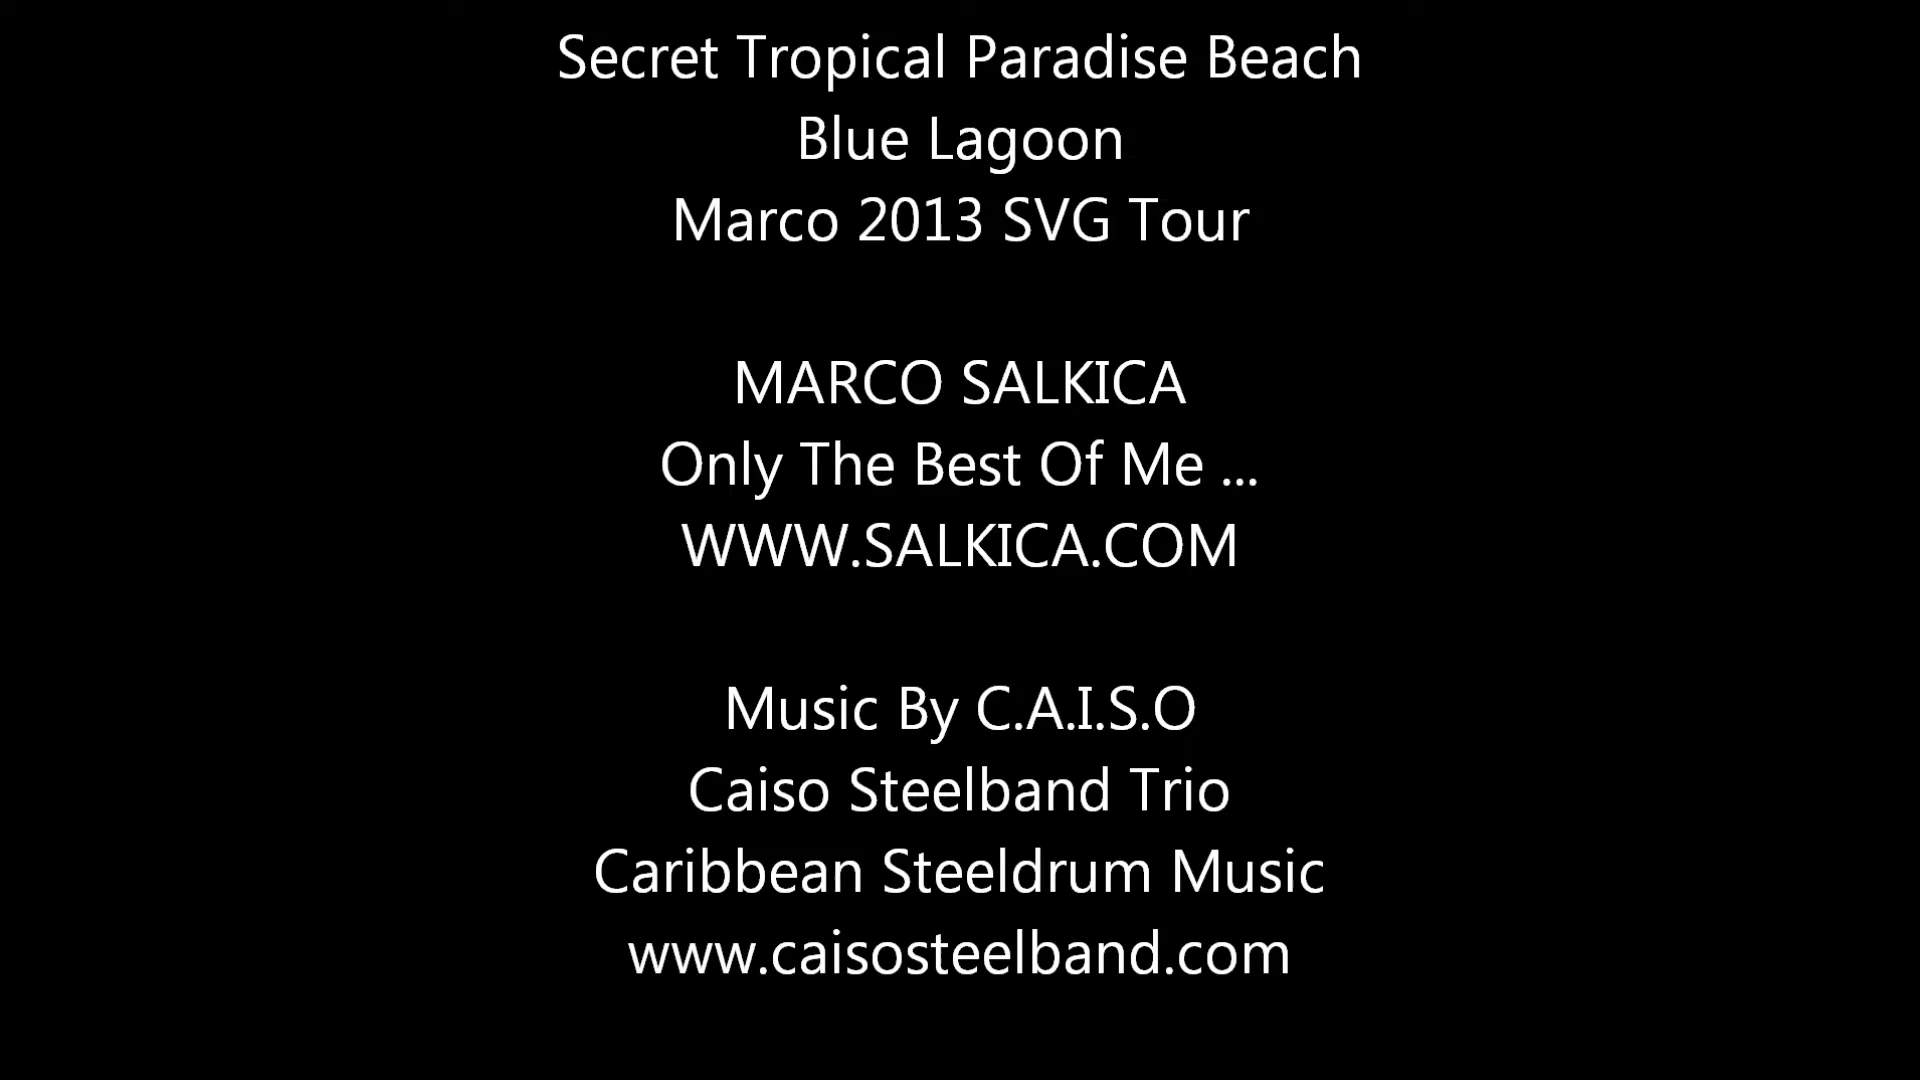 Secret Tropical Paradise Beach
Blue Lagoon
Marco 2013 SVG Tour
MARCO SALKICA
Only The Best Of Me ...
WWW.SALKICA.COM
Music By C.A.I.S.O
Caiso Steelband Trio
Caribbean Steeldrum Music
www.caisosteelband.com